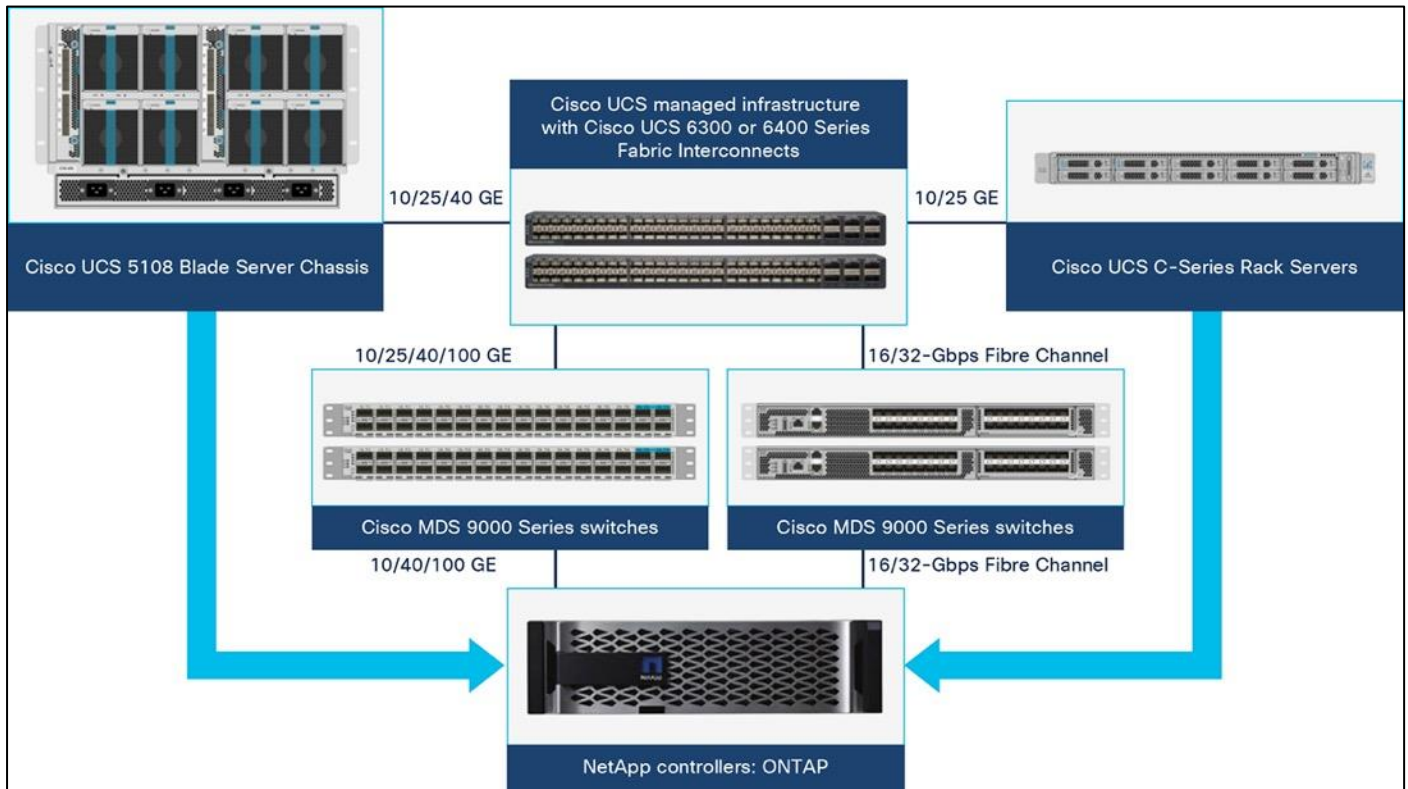 Cisco UCS managed infrastructure
with Cisco UCS 6300 or 6400 Series
Fabric Interconnects
10/25/40 GE
10/25 GE
Cisco UCS 5108 Blade Server Chassis
Cisco UCS C-Series Rack Servers
10/25/40/100 GE
16/32-Gbps Fibre Channel
Cisco MDS 9000 Series switches
Cisco MDS 9000 Series switches
10/40/100 GE
16/32-Gbps Fibre Channel
NetApp
NetApp controllers: ONTAP